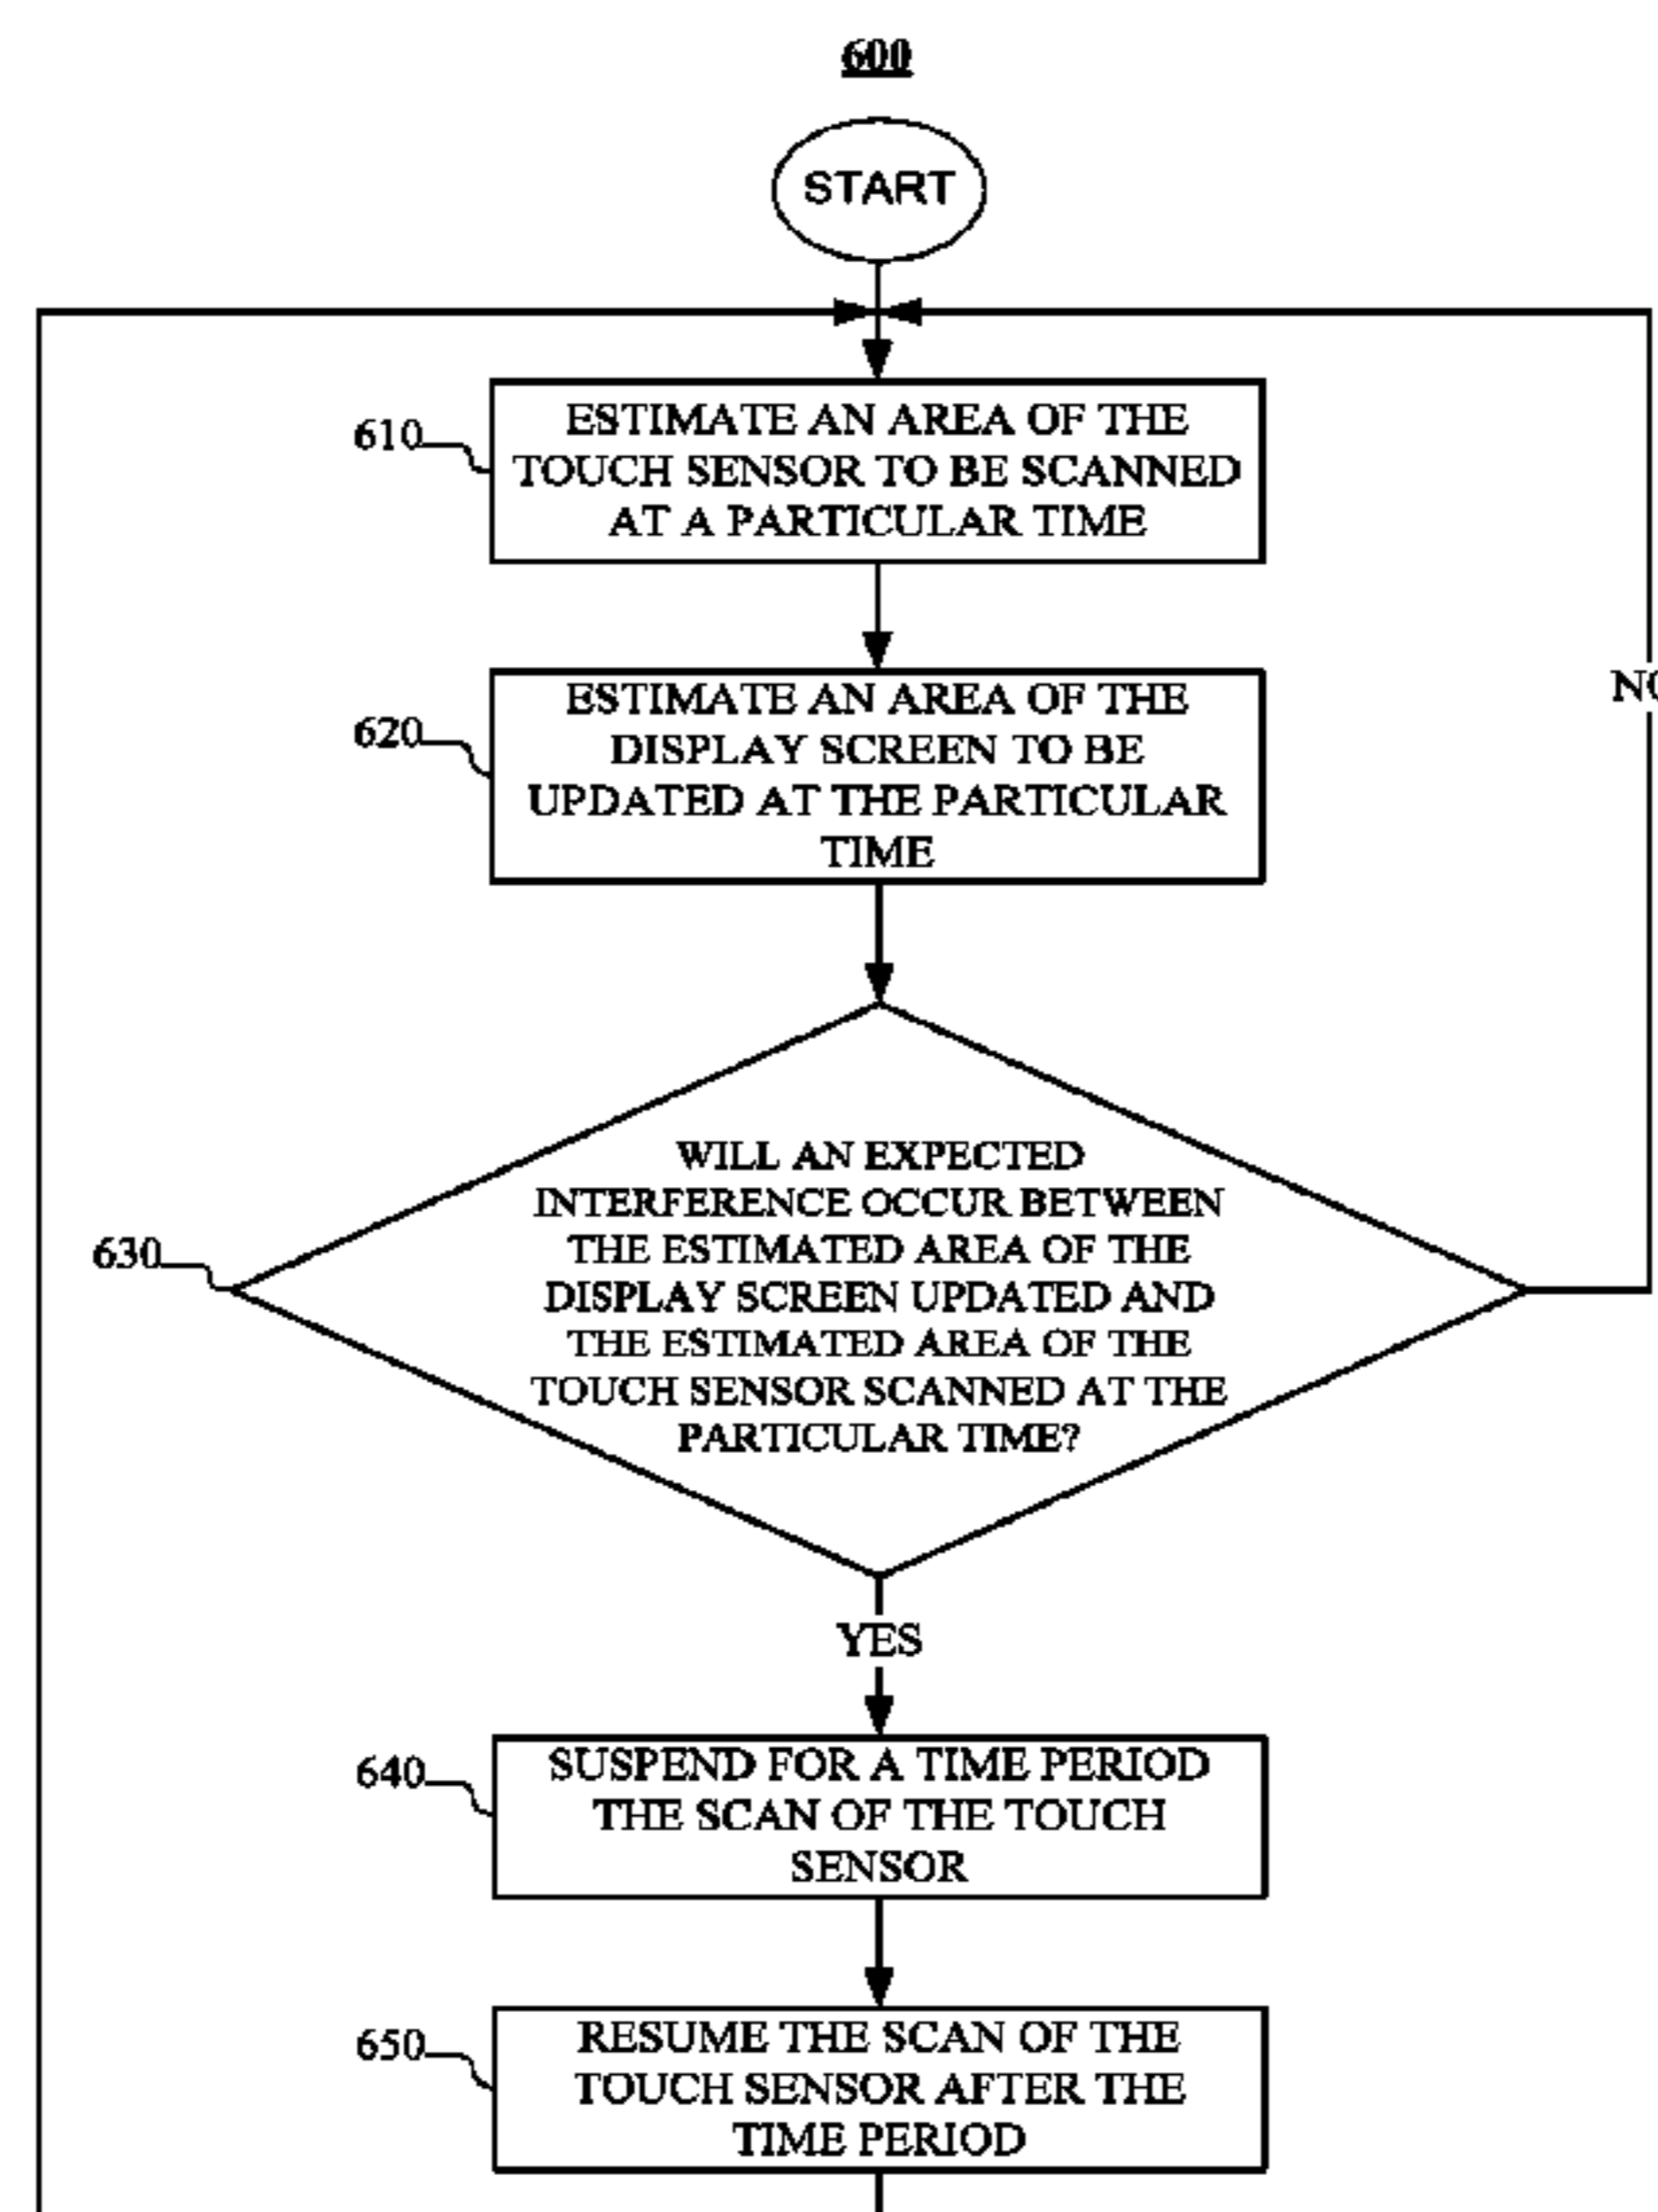 600
START
610
ESTIMATE AN AREA OF THE
TOUCH SENSOR TO BE SCANNED
AT A PARTICULAR TIME
620
ESTIMATE AN AREA OF THE
DISPLAY SCREEN TO BE
UPDATED AT THE PARTICULAR
TIME
630
WILL AN EXPECTED
INTERFERENCE OCCUR BETWEEN
THE ESTIMATED AREA OF THE
DISPLAY SCREEN UPDATED AND
THE ESTIMATED AREA OF THE
TOUCH SENSOR SCANNED AT THE
PARTICULAR TIME?
NO
YES
640
SUSPEND FOR A TIME PERIOD
THE SCAN OF THE TOUCH
SENSOR
650
RESUME THE SCAN OF THE
TOUCH SENSOR AFTER THE
TIME PERIOD